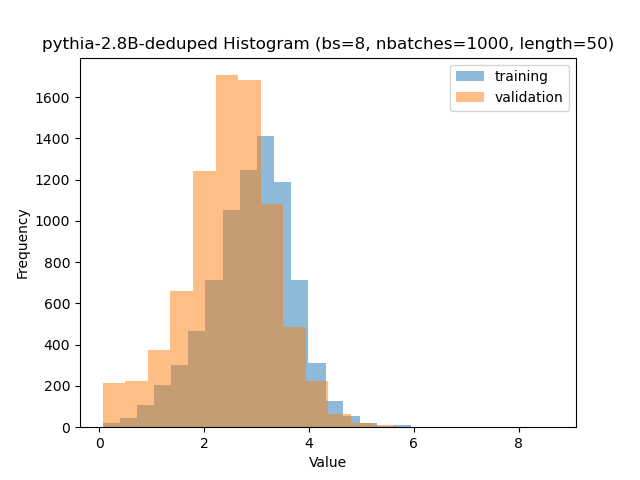 pythia-2.8B-deduped Histogram (bs=8, nbatches=1000, length=50)
training
validation
1600
1400
1200
1000
800
600
400
200
0
Frequency
0 2 4 6 8
Value